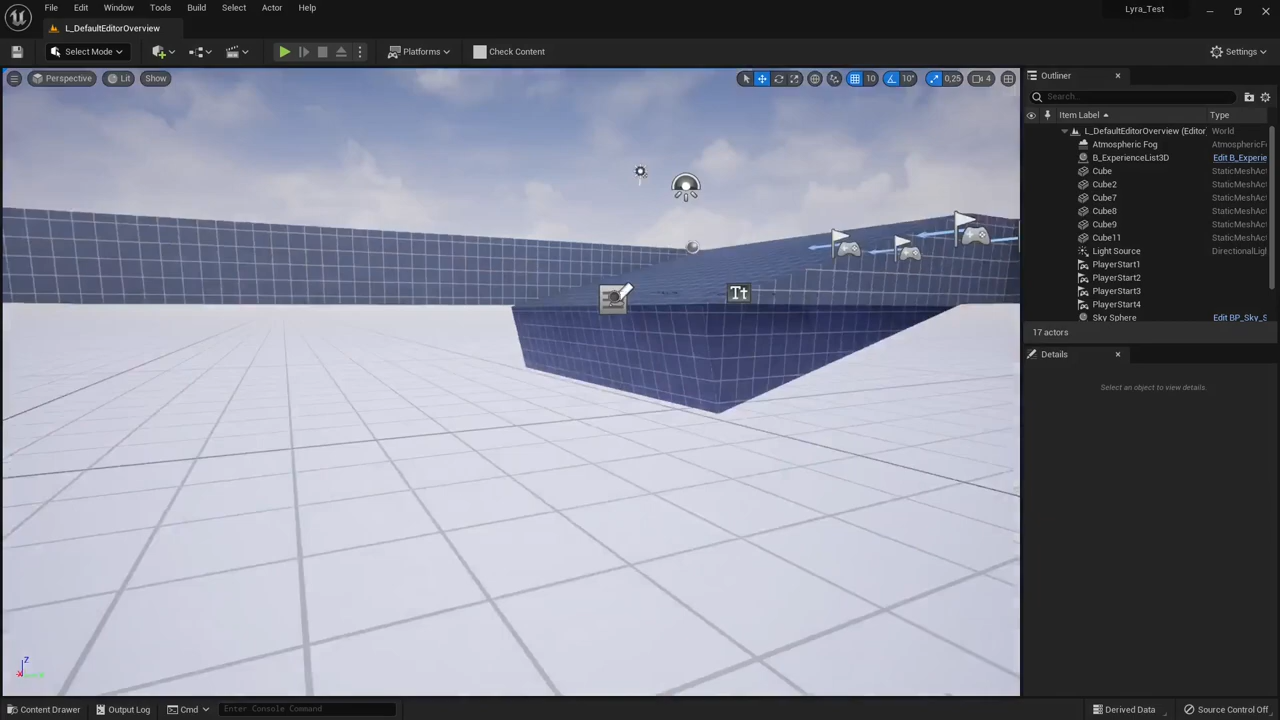 File Edit Window Tools Build Select Actor Help
Lyra_Test
L_DefaultEditorOverview
Select Mode
Platforms
Check Content
Settings
Perspective Lit Show
10 10° 0,25 4
Outliner
Search...
Item Label Type
L_DefaultEditorOverview (Editor World
Atmospheric Fog AtmosphericFo
B_ExperienceList3D Edit B_Experie
Cube StaticMeshAct
Cube2 StaticMeshAct
Cube7 StaticMeshAct
Cube8 StaticMeshAct
Cube9 StaticMeshAct
Cube11 StaticMeshAct
Light Source DirectionalLigh
PlayerStart1
PlayerStart2
PlayerStart3
PlayerStart4
Sky Sphere Edit BP_Sky_S
17 actors
Details
Select an object to view details.
Tt
Z
Content Drawer Output Log Cmd Enter Console Command Derived Data Source Control Off